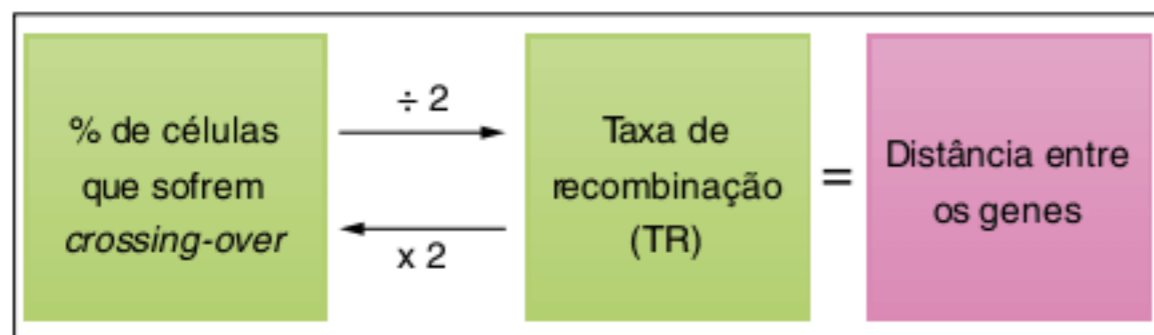 % de células
que sofrem
crossing-over
÷ 2
x 2
Taxa de
recombinação
(TR)
=
Distância entre
os genes